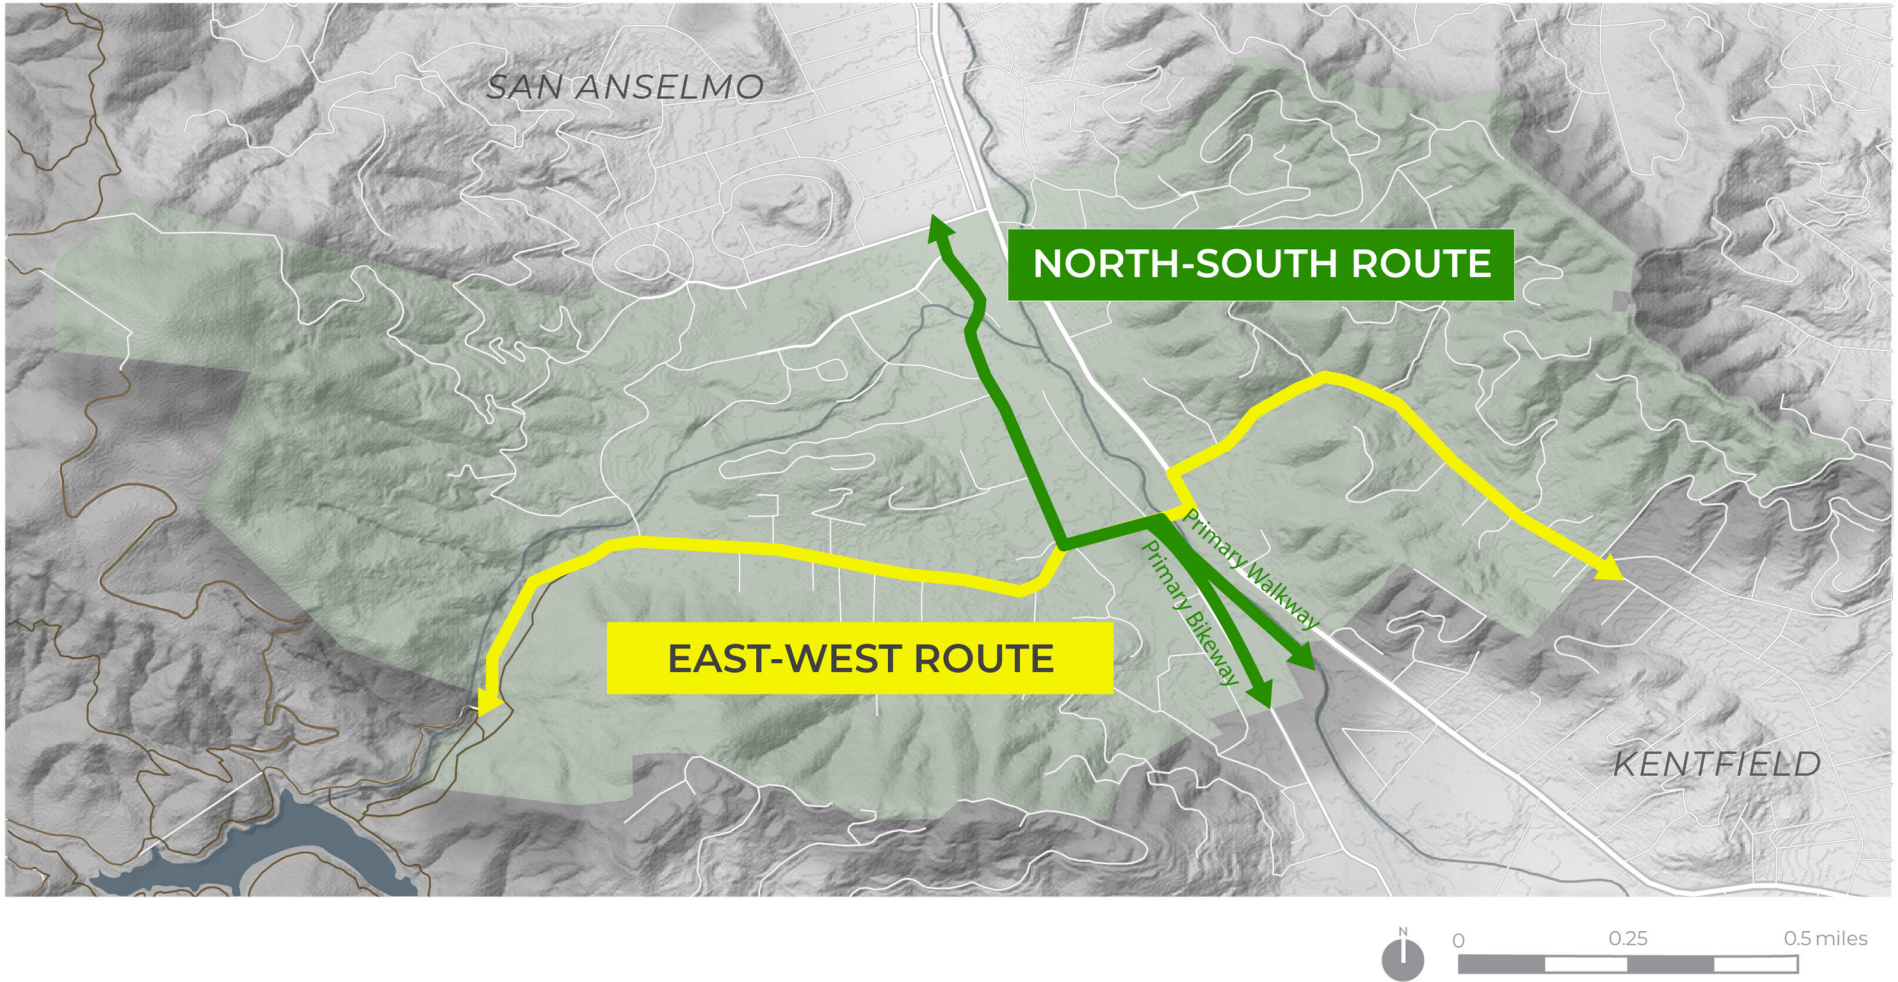 SAN ANSELMO
NORTH-SOUTH ROUTE
Primary Walkway
Primary Bikeway
EAST-WEST ROUTE
KENTFIELD
N
0
0.25
0.5 miles